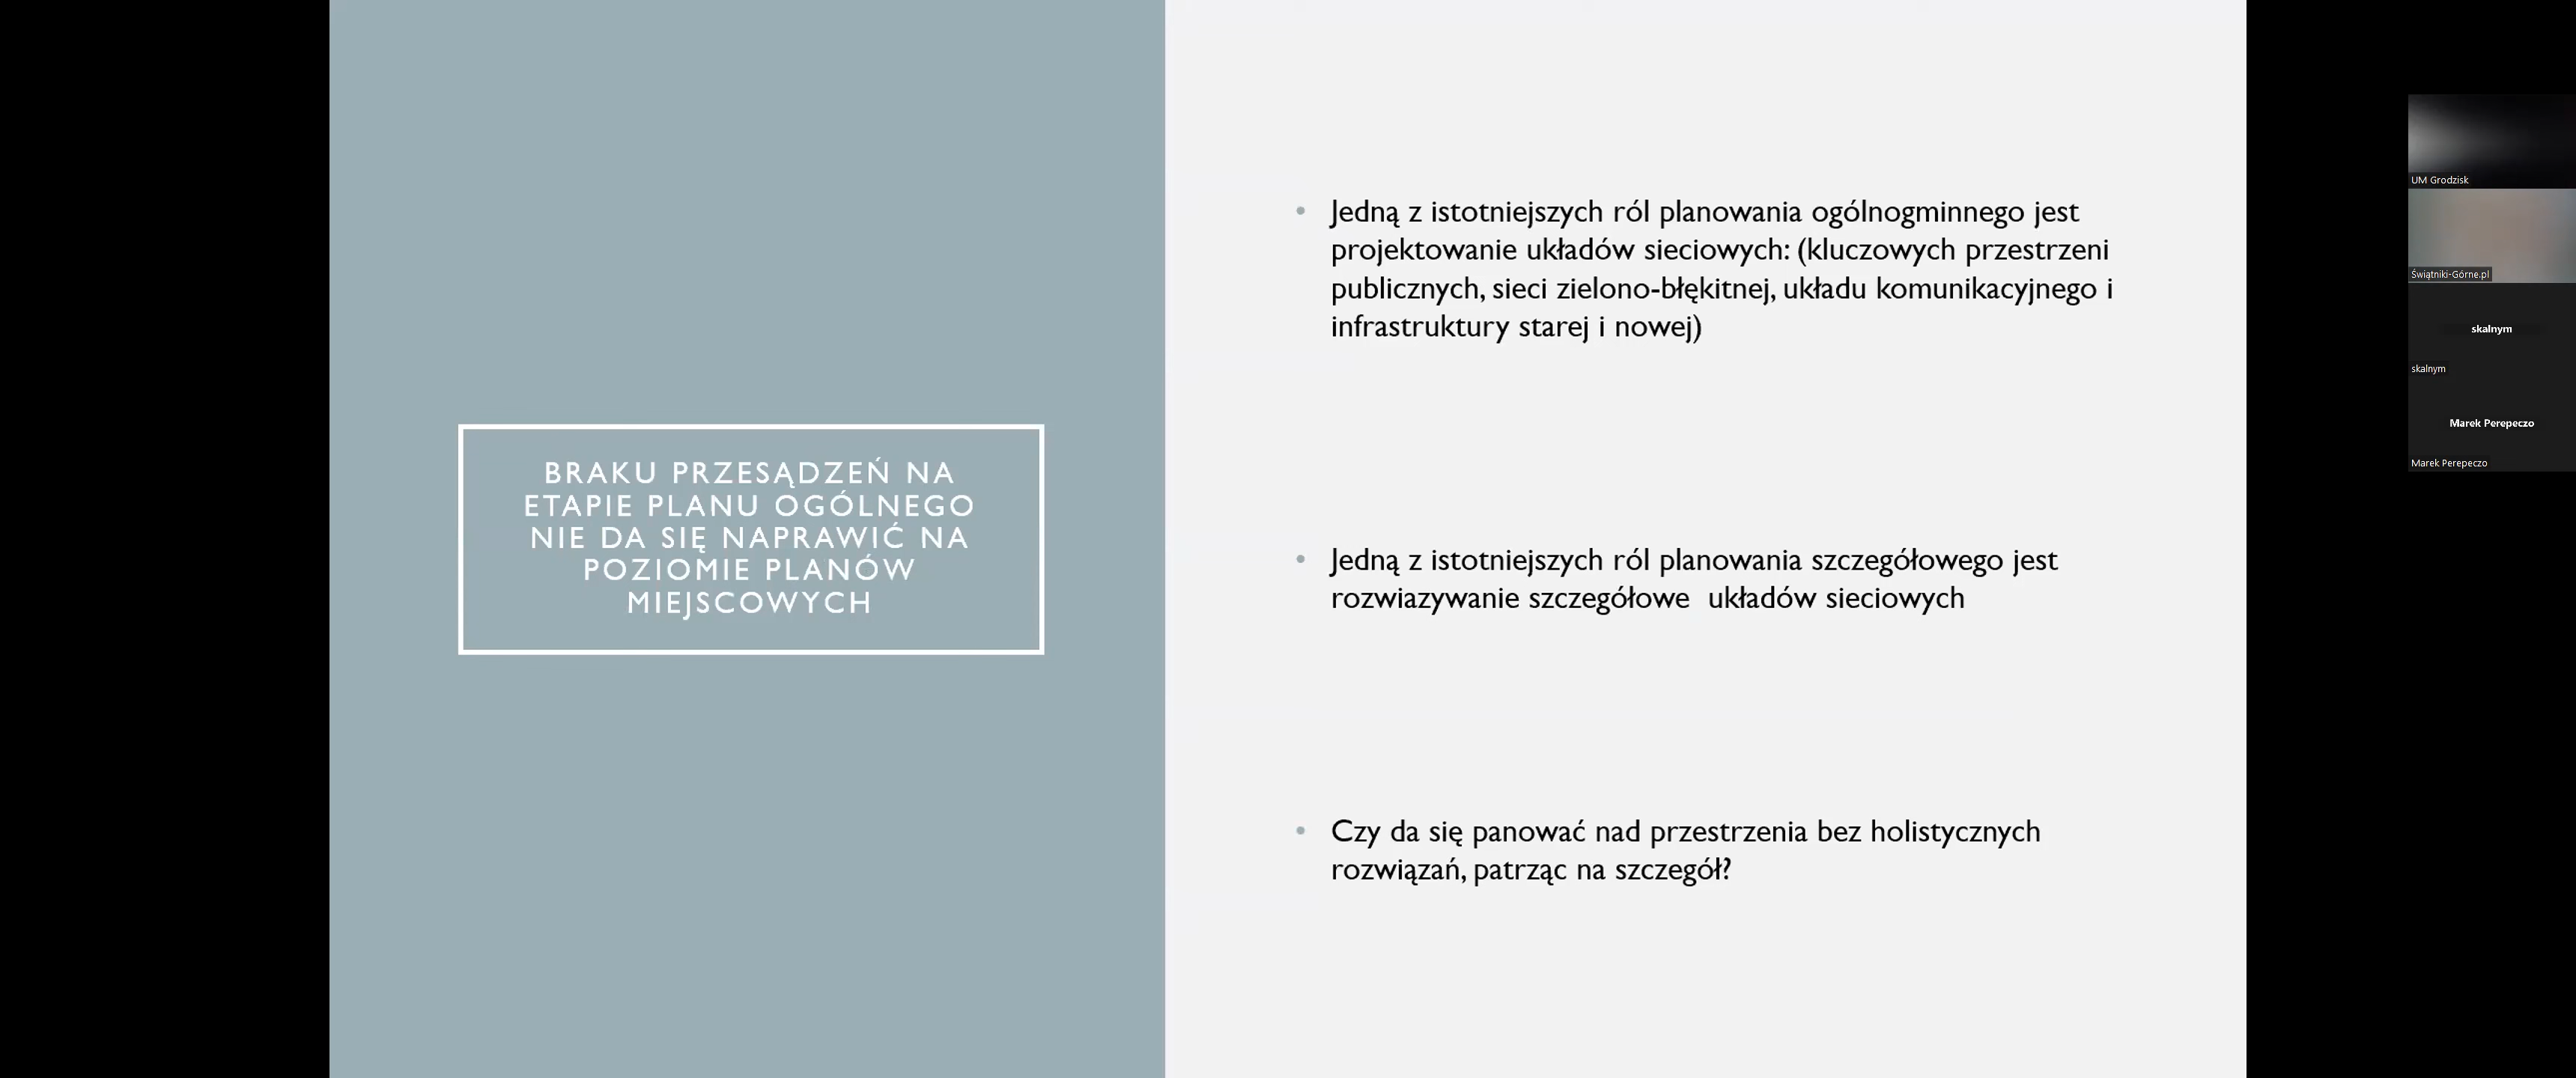 BRAKU PRZESĄDZEŃ NA
ETAPIE PLANU OGÓLNEGO
NIE DA SIĘ NAPRAWIĆ NA
POZIOMIE PLANÓW
MIEJSCOWYCH
• Jedną z istotniejszych ról planowania ogólnogminnego jest
projektowanie układów sieciowych: (kluczowych przestrzeni
publicznych, sieci zielono-błękitnej, układu komunikacyjnego i
infrastruktury starej i nowej)
• Jedną z istotniejszych ról planowania szczegółowego jest
rozwiazywanie szczegółowe  układów sieciowych
• Czy da się panować nad przestrzenia bez holistycznych
rozwiązań, patrząc na szczegół?
UM Grodzisk
Świątniki-Górne.pl
skalnym
skalnym
Marek Perepeczo
Marek Perepeczo